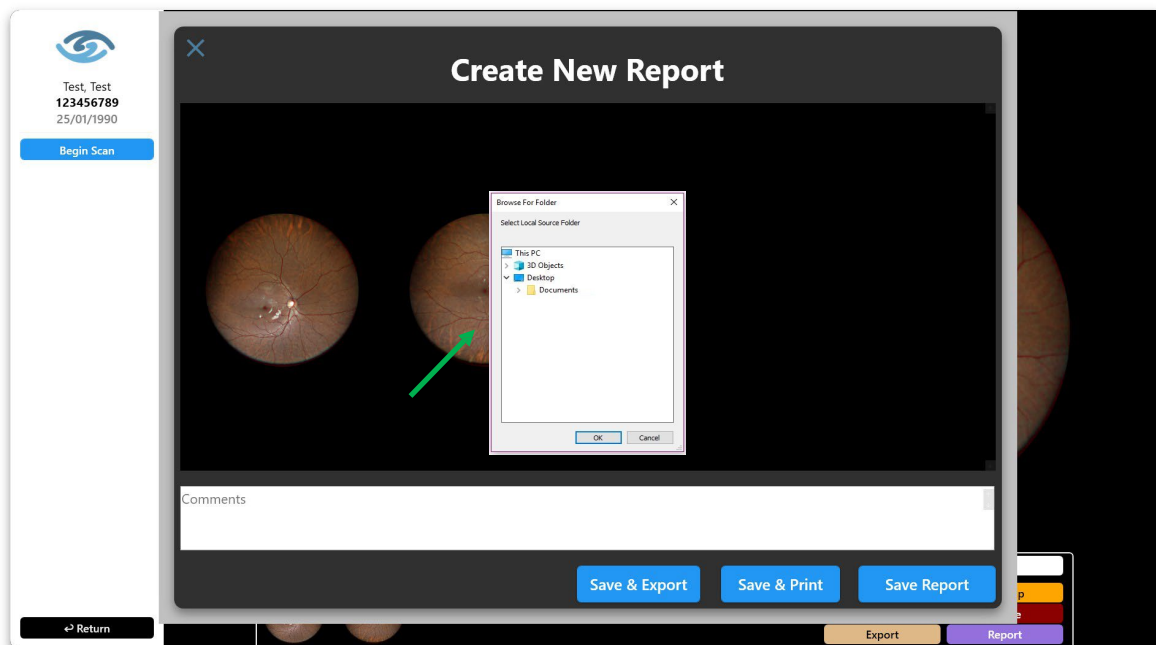 Test, Test
123456789
25/01/1990
Begin Scan
Create New Report
Browse For Folder
Select Local Source Folder
This PC
3D Objects
Desktop
Documents
OK Cancel
Comments
Save & Export Save & Print Save Report
Return
Export Report